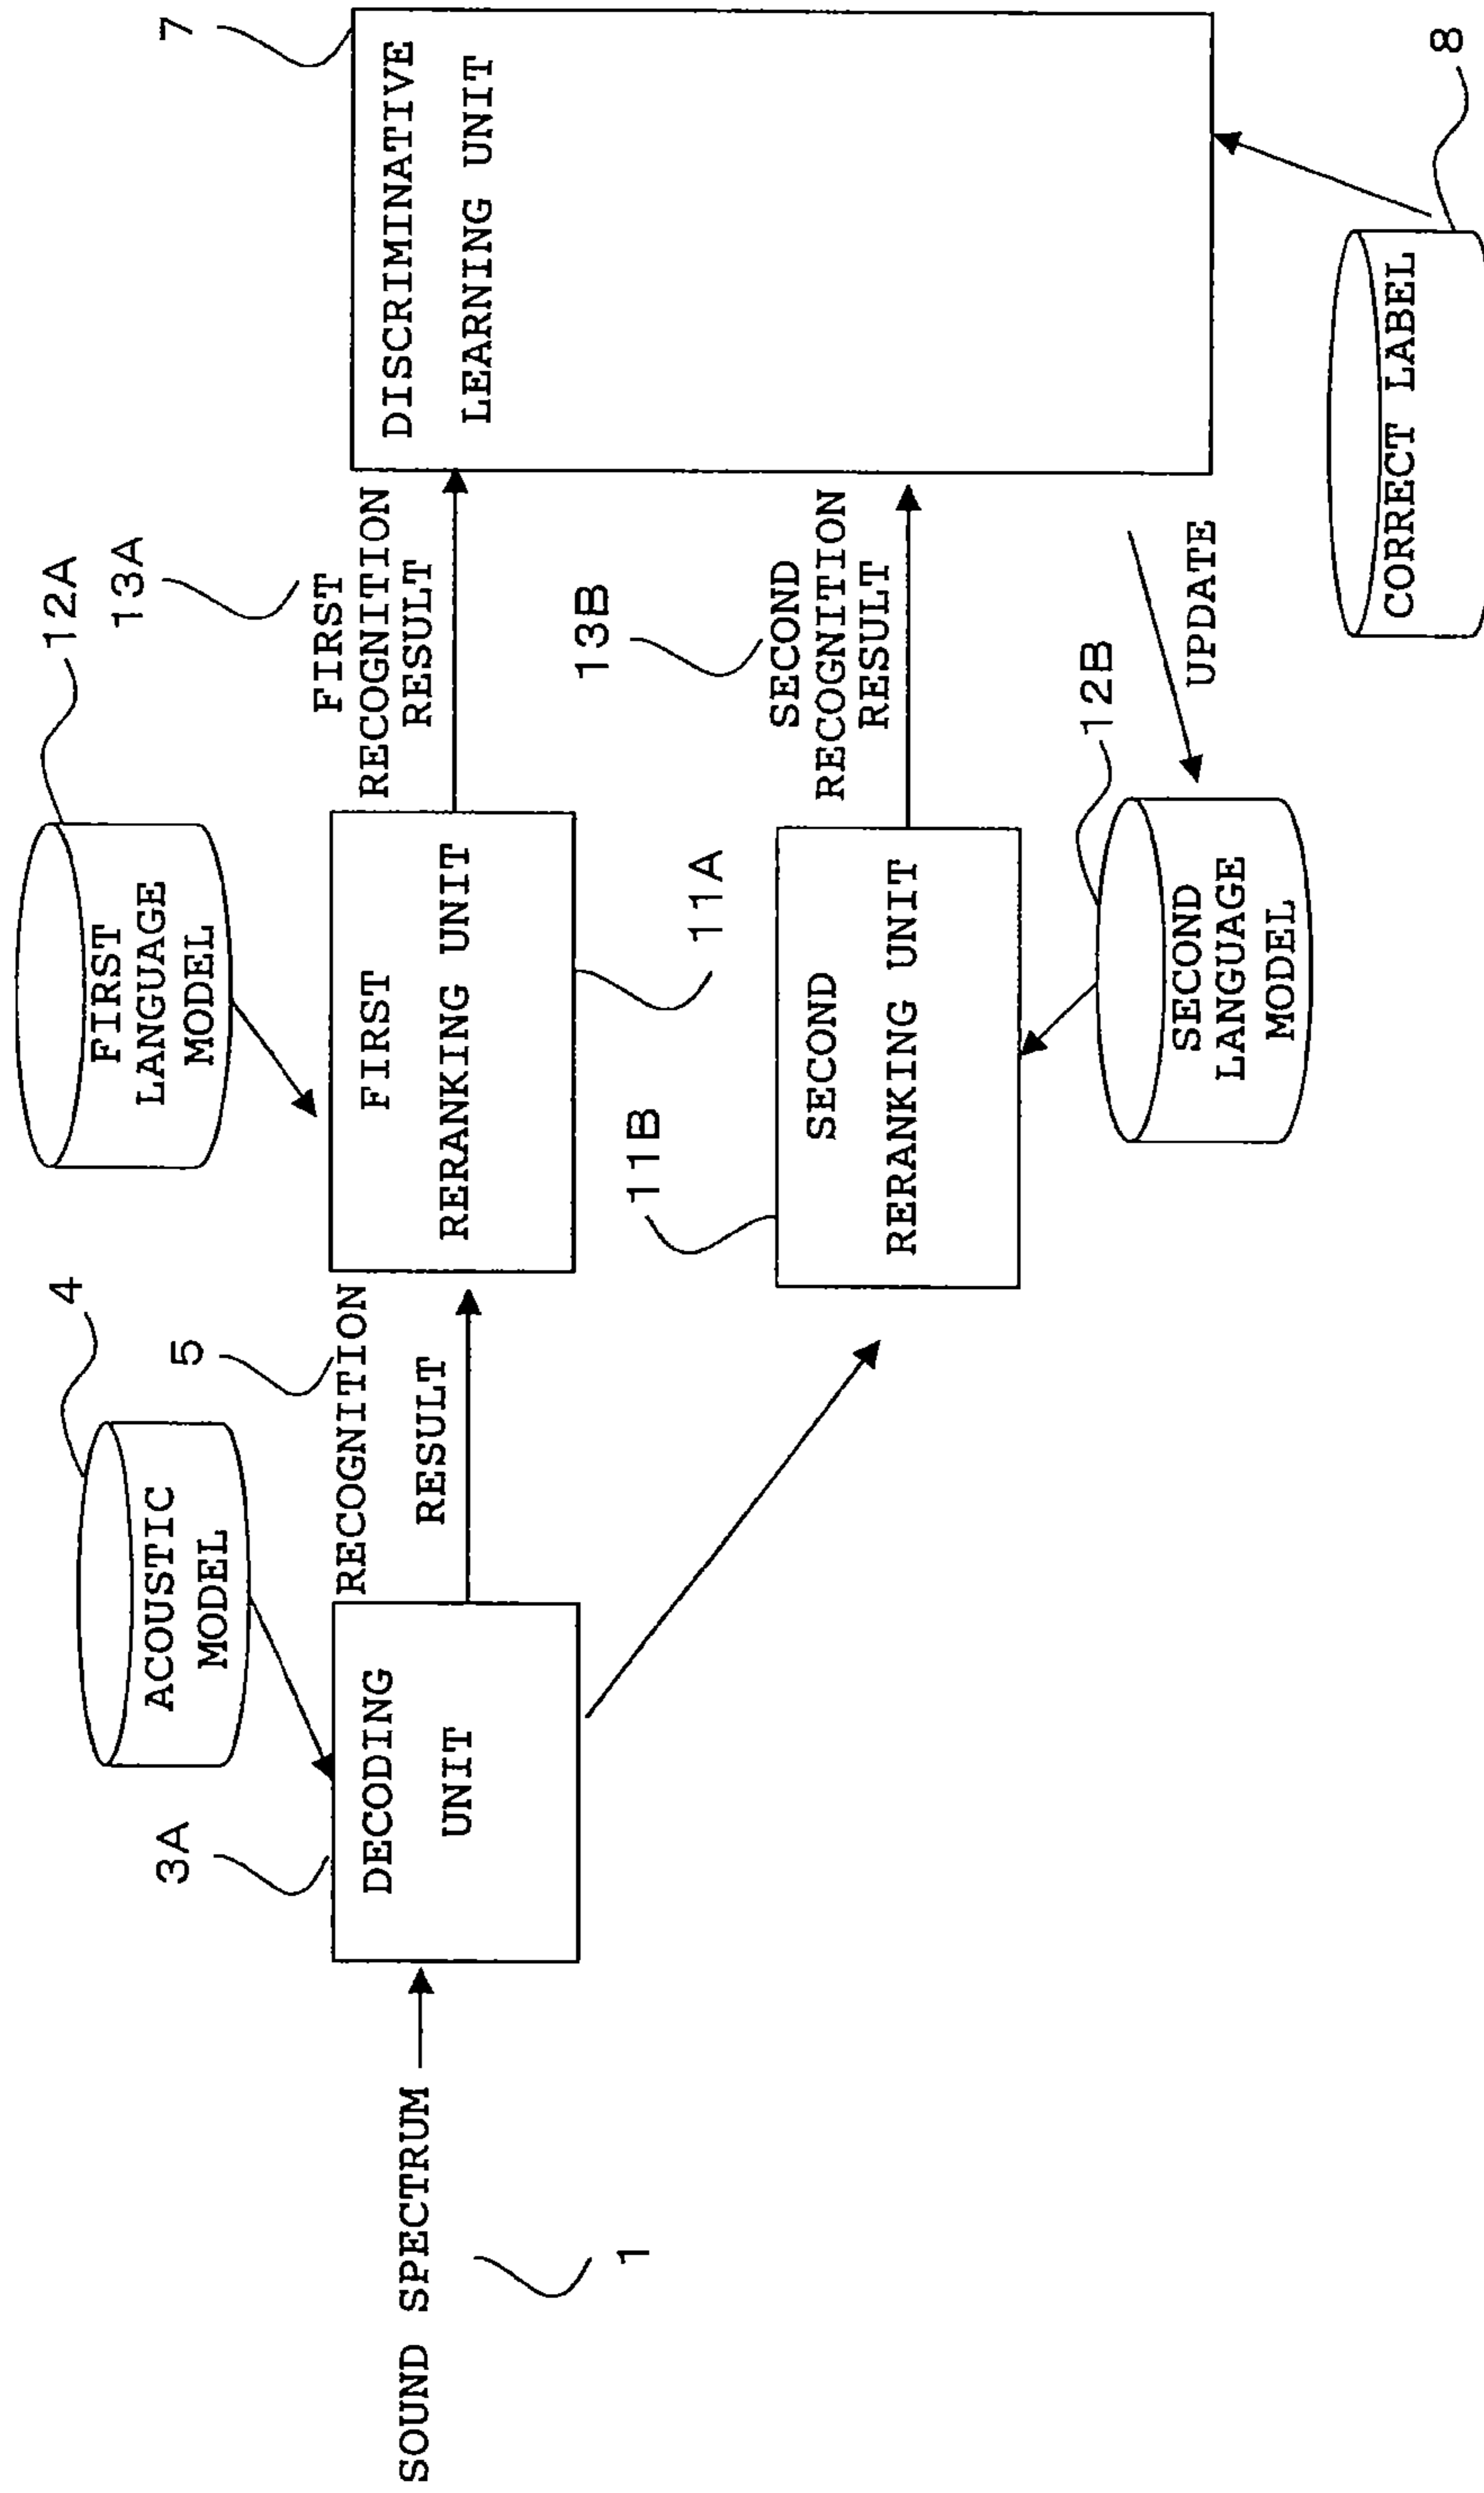 SOUND SPECTRUM
1
3A
DECODING
UNIT
4
ACOUSTIC
MODEL
5
RECOGNITION
RESULT
12A
FIRST
LANGUAGE
MODEL
FIRST
RERANKING UNIT
11A
11B
SECOND
RERANKING UNIT
12B
SECOND
LANGUAGE
MODEL
13A
FIRST
RECOGNITION
RESULT
13B
SECOND
RECOGNITION
RESULT
UPDATE
7
DISCRIMINATIVE
LEARNING UNIT
8
CORRECT LABEL